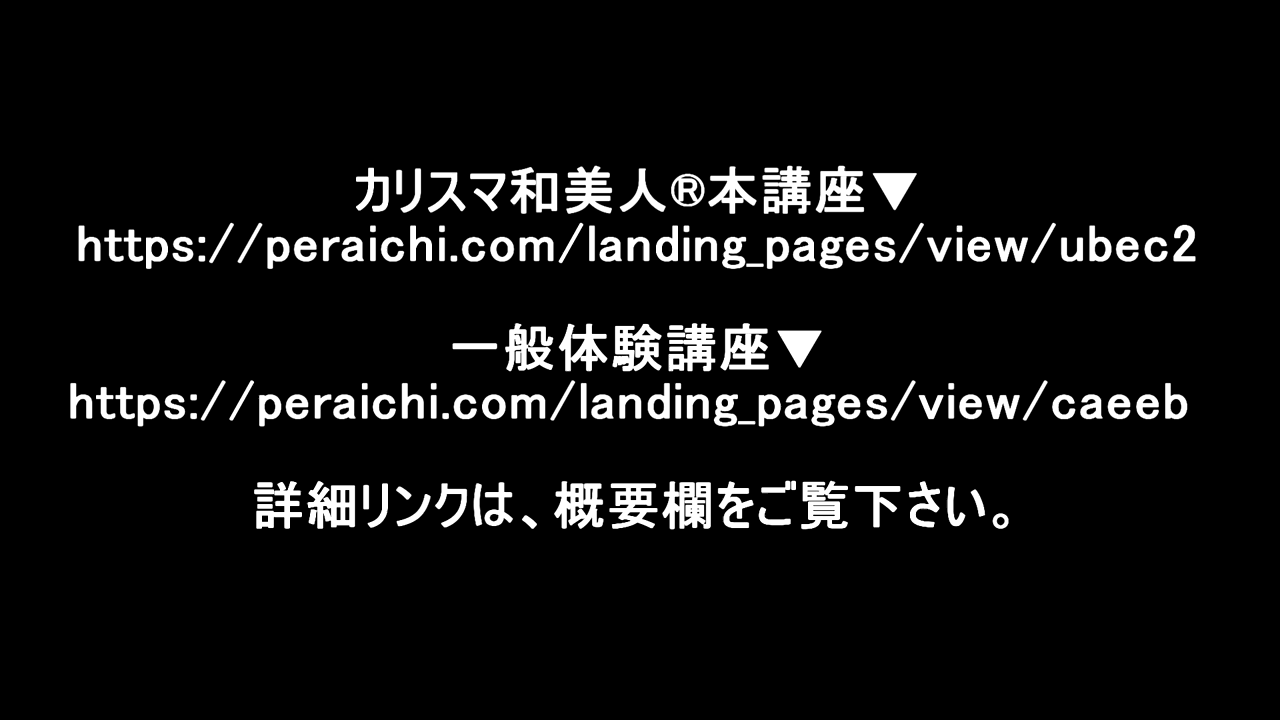 カリスマ和美人®本講座▼
https://peraichi.com/landing_pages/view/ubec2
一般体験講座▼
https://peraichi.com/landing_pages/view/caeeb
詳細リンクは、概要欄をご覧下さい。